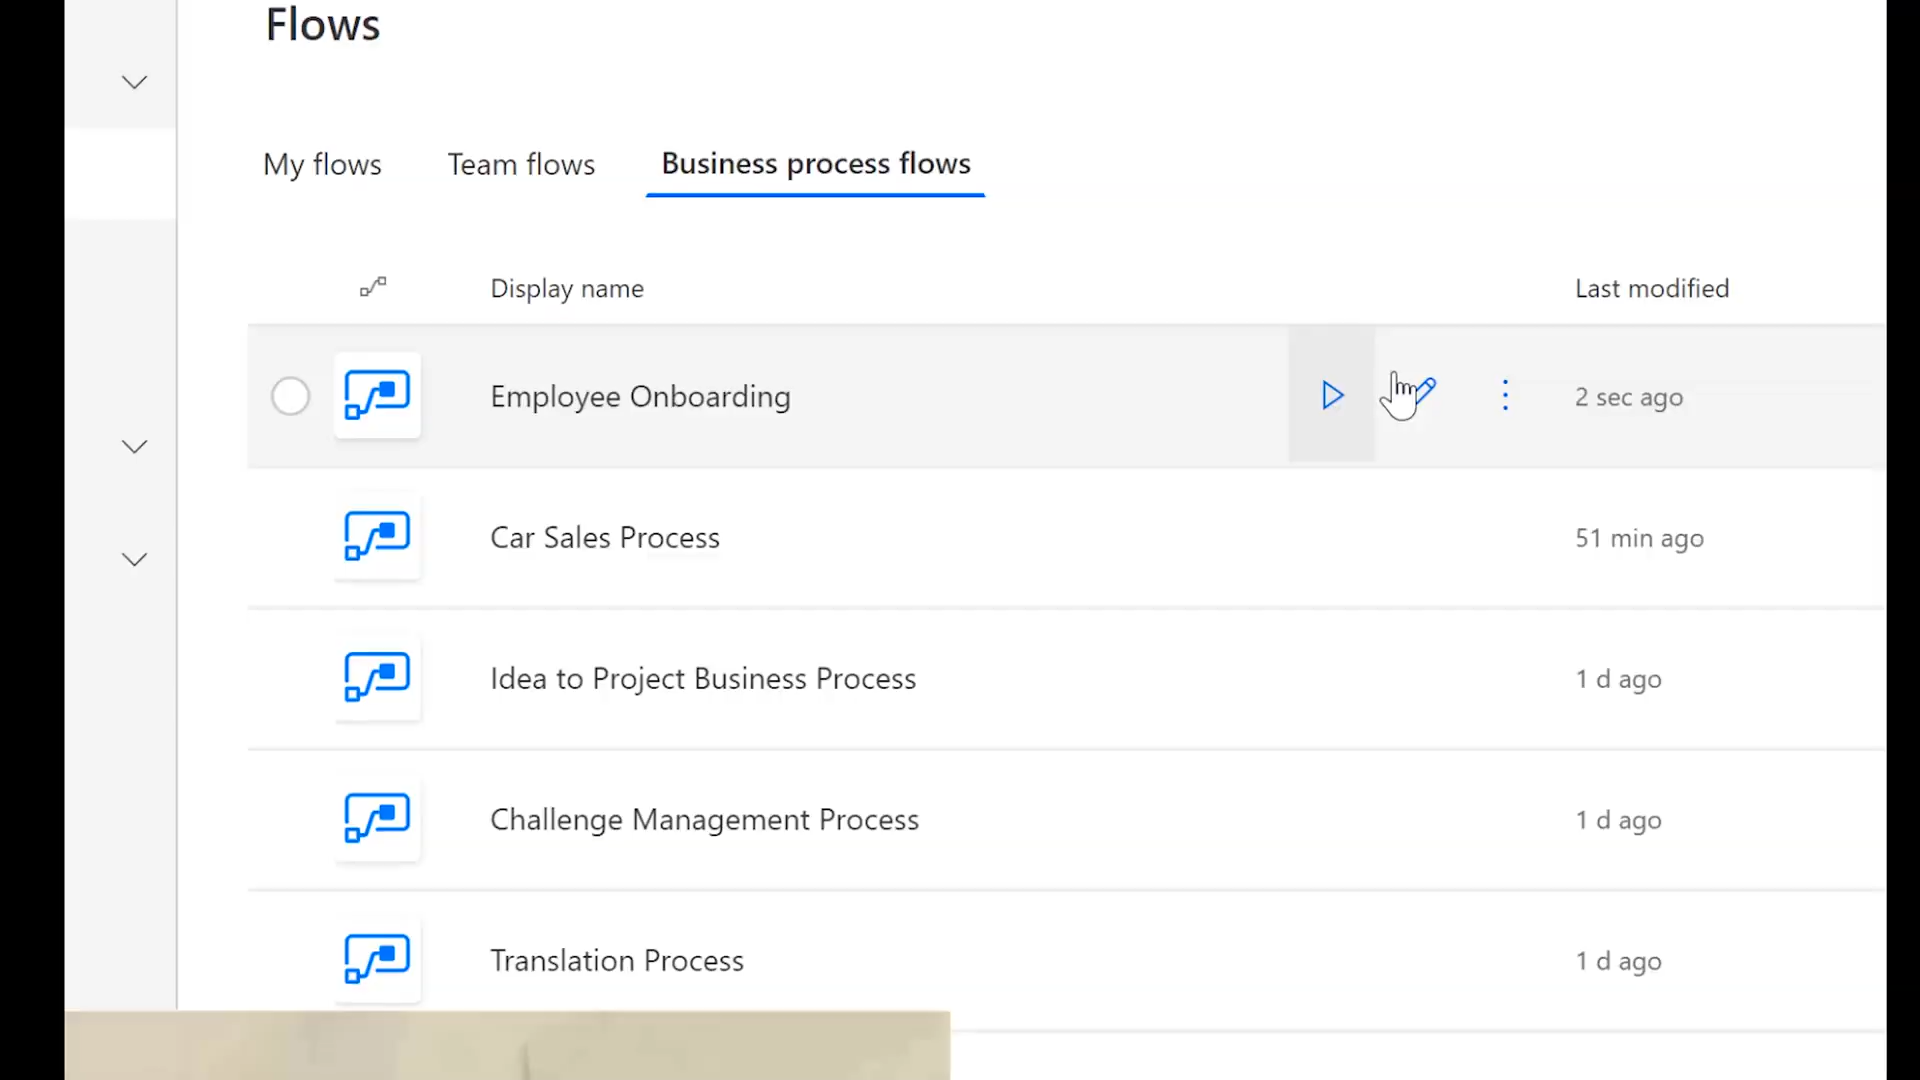 Flows
My flows Team flows Business process flows
Display name Last modified
Employee Onboarding 2 sec ago
Car Sales Process 51 min ago
Idea to Project Business Process 1 d ago
Challenge Management Process 1 d ago
Translation Process 1 d ago